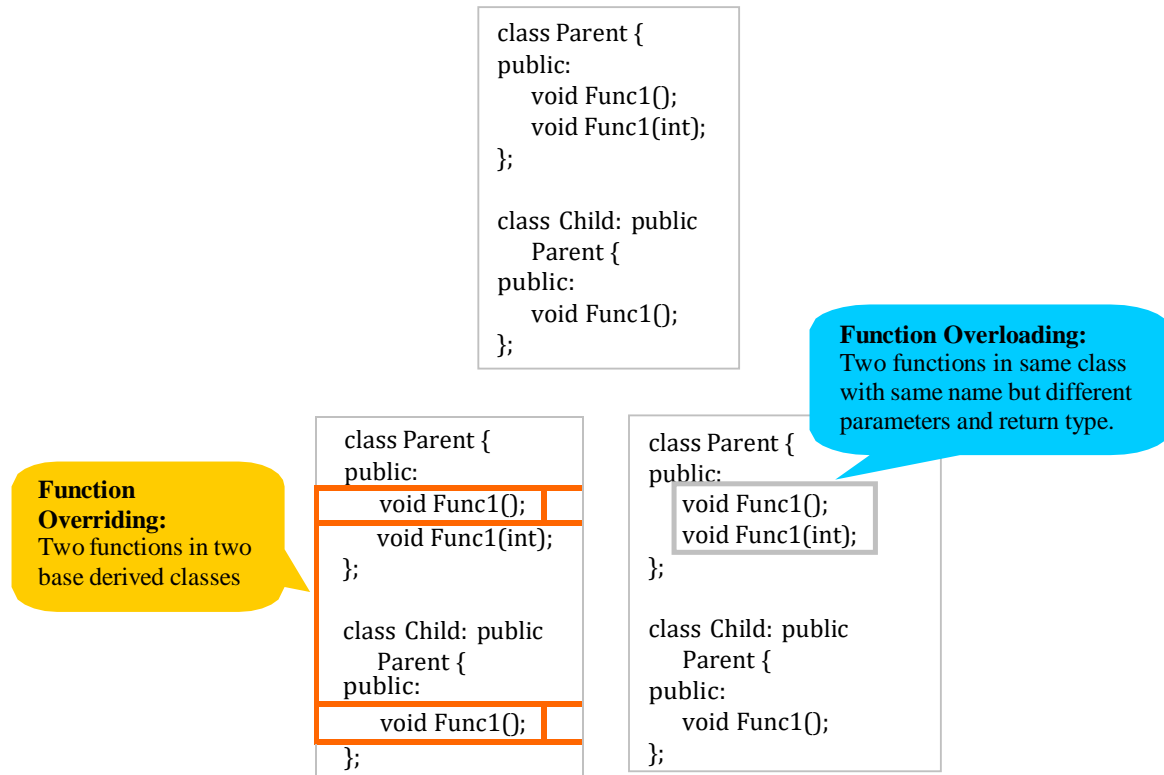 class Parent {
public:
void Func1();
void Func1(int);
};
class Child: public
Parent {
public:
void Func1();
};
Function Overloading:
Two functions in same class
with same name but different
parameters and return type.
Function
Overriding:
Two functions in two
base derived classes
class Parent {
public:
void Func1();
void Func1(int);
};
class Child: public
Parent {
public:
void Func1();
};
class Parent {
public:
void Func1();
void Func1(int);
};
class Child: public
Parent {
public:
void Func1();
};